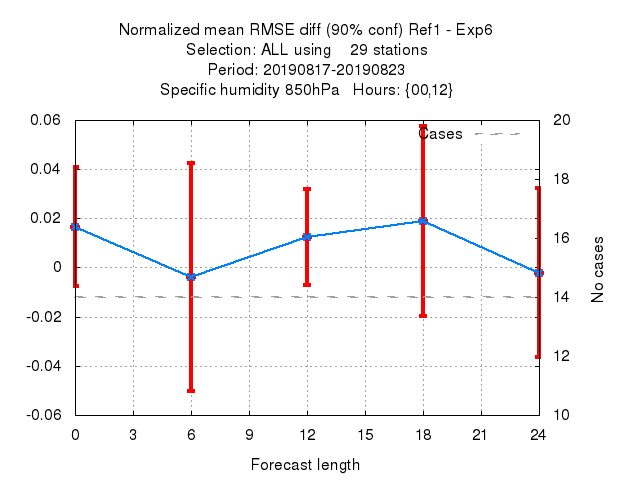 Normalized mean RMSE diff (90% conf) Ref1 - Exp6
Selection: ALL using    29 stations
Period: 20190817-20190823
Specific humidity 850hPa   Hours: {00,12}
0.06
0.04
0.02
0
-0.02
-0.04
-0.06
20
18
16
14
12
10
Cases
No cases
0 3 6 9 12 15 18 21 24
Forecast length